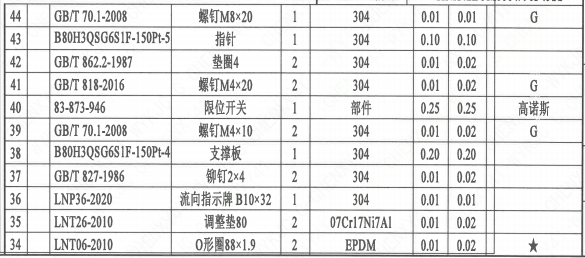 44 GB/T 70.1-2008 螺钉M8×20 1 304 0.01 0.01 G
43 B80H3QSG6S1F-150Pt-5 指针 1 304 0.10 0.10
42 GB/T 862.2-1987 垫圈4 2 304 0.01 0.02
41 GB/T 818-2016 螺钉M4×20 2 304 0.01 0.02 G
40 83-873-946 限位开关 1 部件 0.25 0.25 高诺斯
39 GB/T 70.1-2008 螺钉M4×10 2 304 0.01 0.02 G
38 B80H3QSG6S1F-150Pt-4 支撑板 1 304 0.20 0.20
37 GB/T 827-1986 铆钉2×4 2 304 0.01 0.02
36 LNP36-2020 流向指示牌 B10×32 1 304 0.01 0.01
35 LNT26-2010 调整垫80 2 07Cr17Ni7Al 0.01 0.02
34 LNT06-2010 O形圈88×1.9 2 EPDM 0.01 0.02 ★